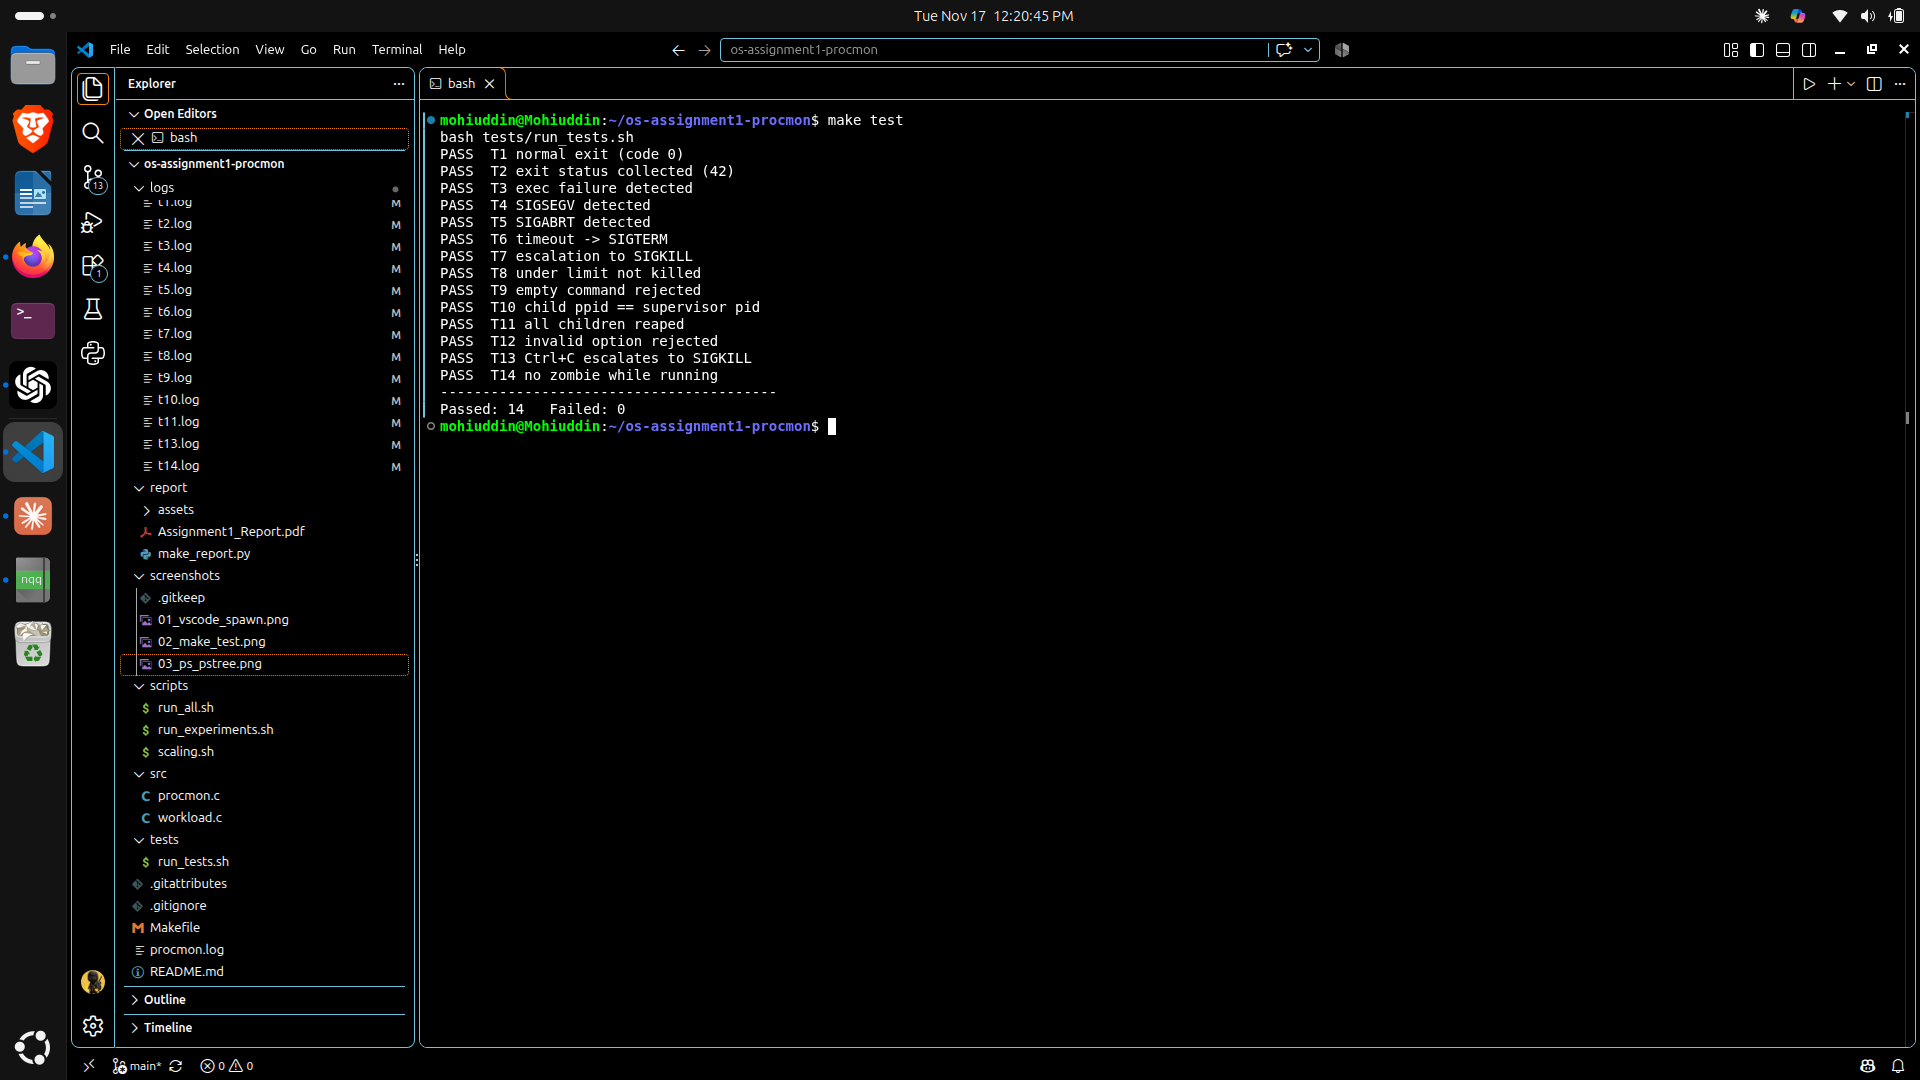 Tue Nov 17  12:20:45 PM
File Edit Selection View Go Run Terminal Help
os-assignment1-procmon
Explorer
Open Editors
bash
os-assignment1-procmon
logs
t1.log M
t2.log M
t3.log M
t4.log M
t5.log M
t6.log M
t7.log M
t8.log M
t9.log M
t10.log M
t11.log M
t13.log M
t14.log M
report
assets
Assignment1_Report.pdf
make_report.py
screenshots
.gitkeep
01_vscode_spawn.png
02_make_test.png
03_ps_pstree.png
scripts
$ run_all.sh
$ run_experiments.sh
$ scaling.sh
src
C procmon.c
C workload.c
tests
$ run_tests.sh
.gitattributes
.gitignore
M Makefile
procmon.log
README.md
Outline
Timeline
13
1
>_
nqq
bash
mohiuddin@Mohiuddin:~/os-assignment1-procmon$ make test
bash tests/run_tests.sh
PASS  T1 normal exit (code 0)
PASS  T2 exit status collected (42)
PASS  T3 exec failure detected
PASS  T4 SIGSEGV detected
PASS  T5 SIGABRT detected
PASS  T6 timeout -> SIGTERM
PASS  T7 escalation to SIGKILL
PASS  T8 under limit not killed
PASS  T9 empty command rejected
PASS  T10 child ppid == supervisor pid
PASS  T11 all children reaped
PASS  T12 invalid option rejected
PASS  T13 Ctrl+C escalates to SIGKILL
PASS  T14 no zombie while running
----------------------------------------
Passed: 14   Failed: 0
mohiuddin@Mohiuddin:~/os-assignment1-procmon$
main* 0 0